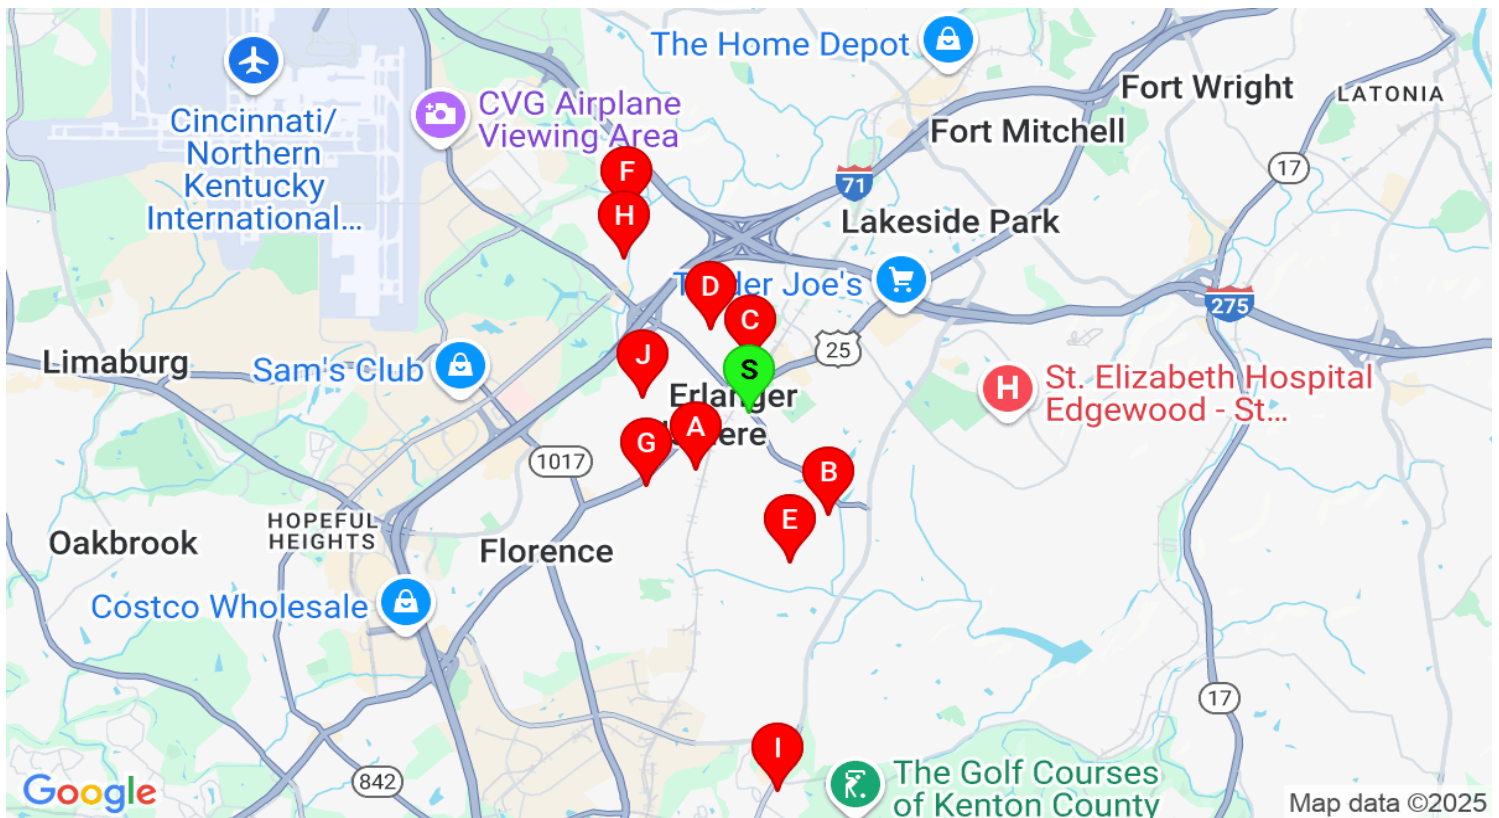 The Home Depot
Fort Wright
LATONIA
CVG Airplane
Viewing Area
Cincinnati/
Northern
Kentucky
International...
Fort Mitchell
17
F
71
H
Lakeside Park
D
Joe's
275
C
25
J
Limaburg
Sam's Club
S
H
St. Elizabeth Hospital
Edgewood - St...
Erlanger
A
G
1017
B
HOPEFUL
HEIGHTS
E
Oakbrook
Florence
Costco Wholesale
17
I
842
The Golf Courses
of Kenton County
Google
Map data ©2025